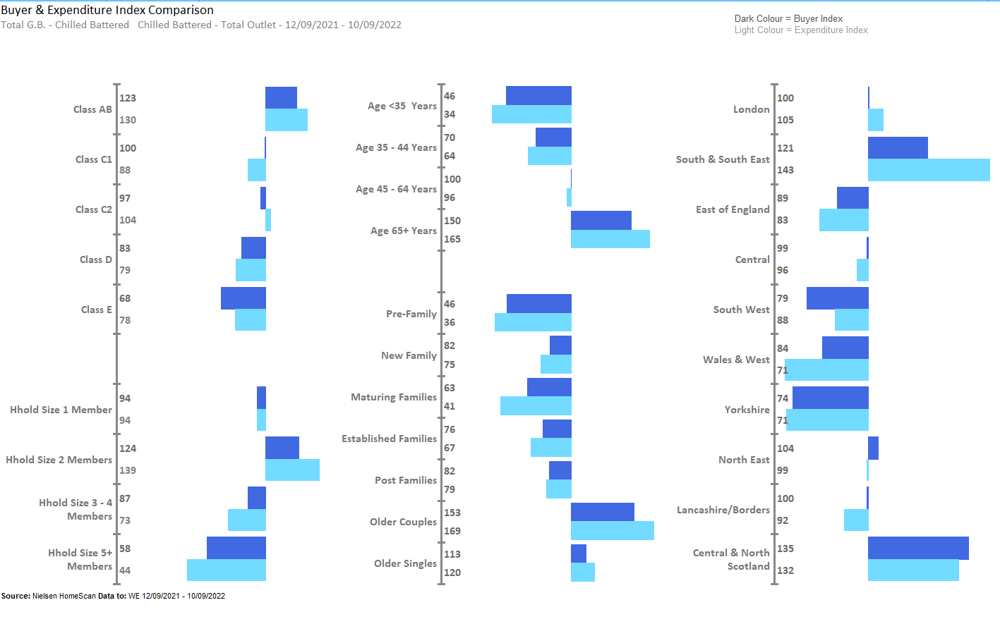 Buyer & Expenditure Index Comparison
Total G.B. - Chilled Battered   Chilled Battered - Total Outlet - 12/09/2021 - 10/09/2022
Dark Colour = Buyer Index
Light Colour = Expenditure Index
Class AB
123
130
Class C1
100
88
Class C2
97
104
Class D
83
79
Class E
68
78
Hhold Size 1 Member
94
94
Hhold Size 2 Members
124
139
Hhold Size 3 - 4
Members
87
73
Hhold Size 5+
Members
58
44
Age <35  Years
46
34
Age 35 - 44 Years
70
64
Age 45 - 64 Years
100
96
Age 65+ Years
150
165
Pre-Family
46
36
New Family
82
75
Maturing Families
63
41
Established Families
76
67
Post Families
82
79
Older Couples
153
169
Older Singles
113
120
London
100
105
South & South East
121
143
East of England
89
83
Central
99
96
South West
79
88
Wales & West
84
71
Yorkshire
74
71
North East
104
99
Lancashire/Borders
100
92
Central & North
Scotland
135
132
Source: Nielsen HomeScan Data to: WE 12/09/2021 - 10/09/2022